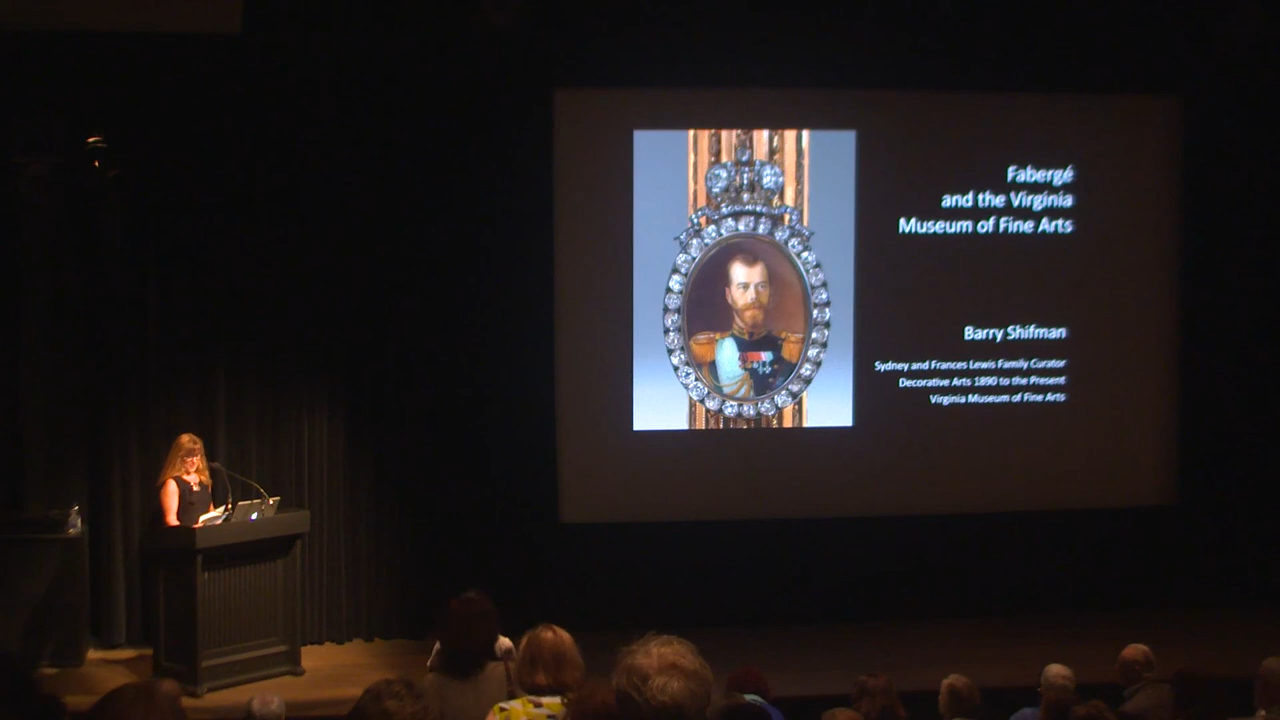 Fabergé
and the Virginia
Museum of Fine Arts
Barry Shifman
Sydney and Frances Lewis Family Curator
Decorative Arts 1890 to the Present
Virginia Museum of Fine Arts